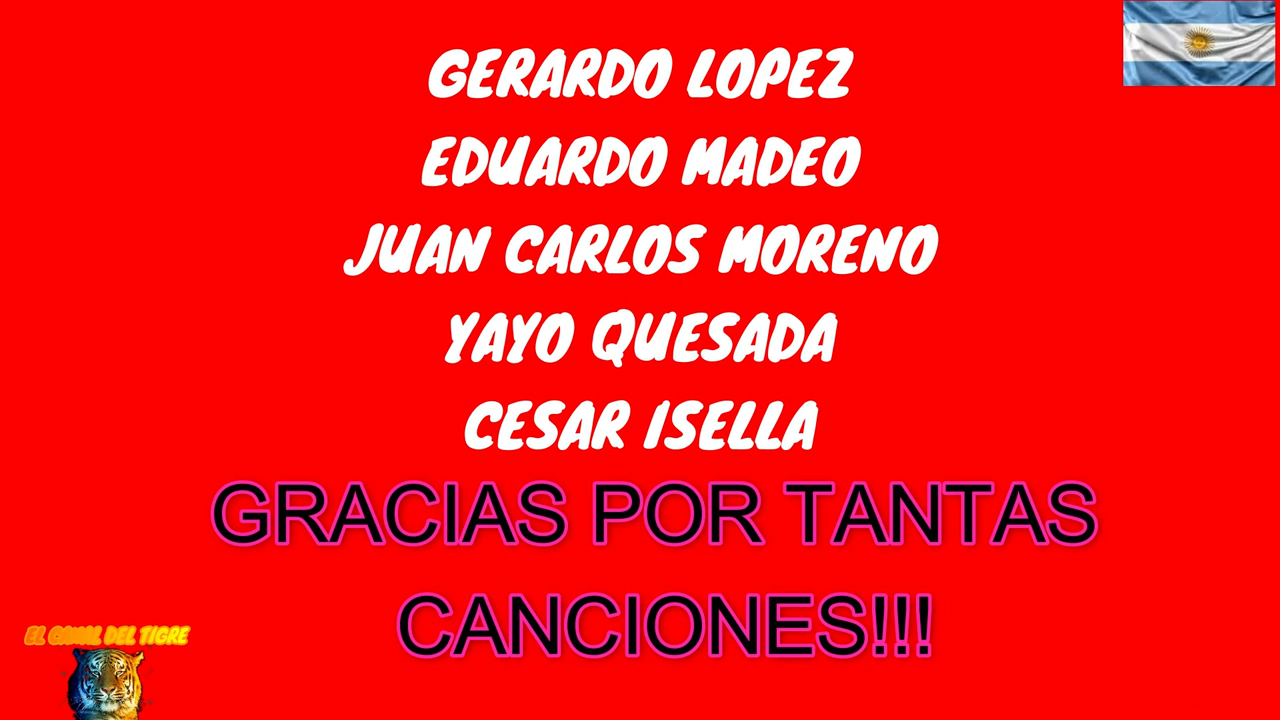 GERARDO LOPEZ
EDUARDO MADEO
JUAN CARLOS MORENO
YAYO QUESADA
CESAR ISELLA
GRACIAS POR TANTAS
CANCIONES!!!
EL CANAL DEL TIGRE